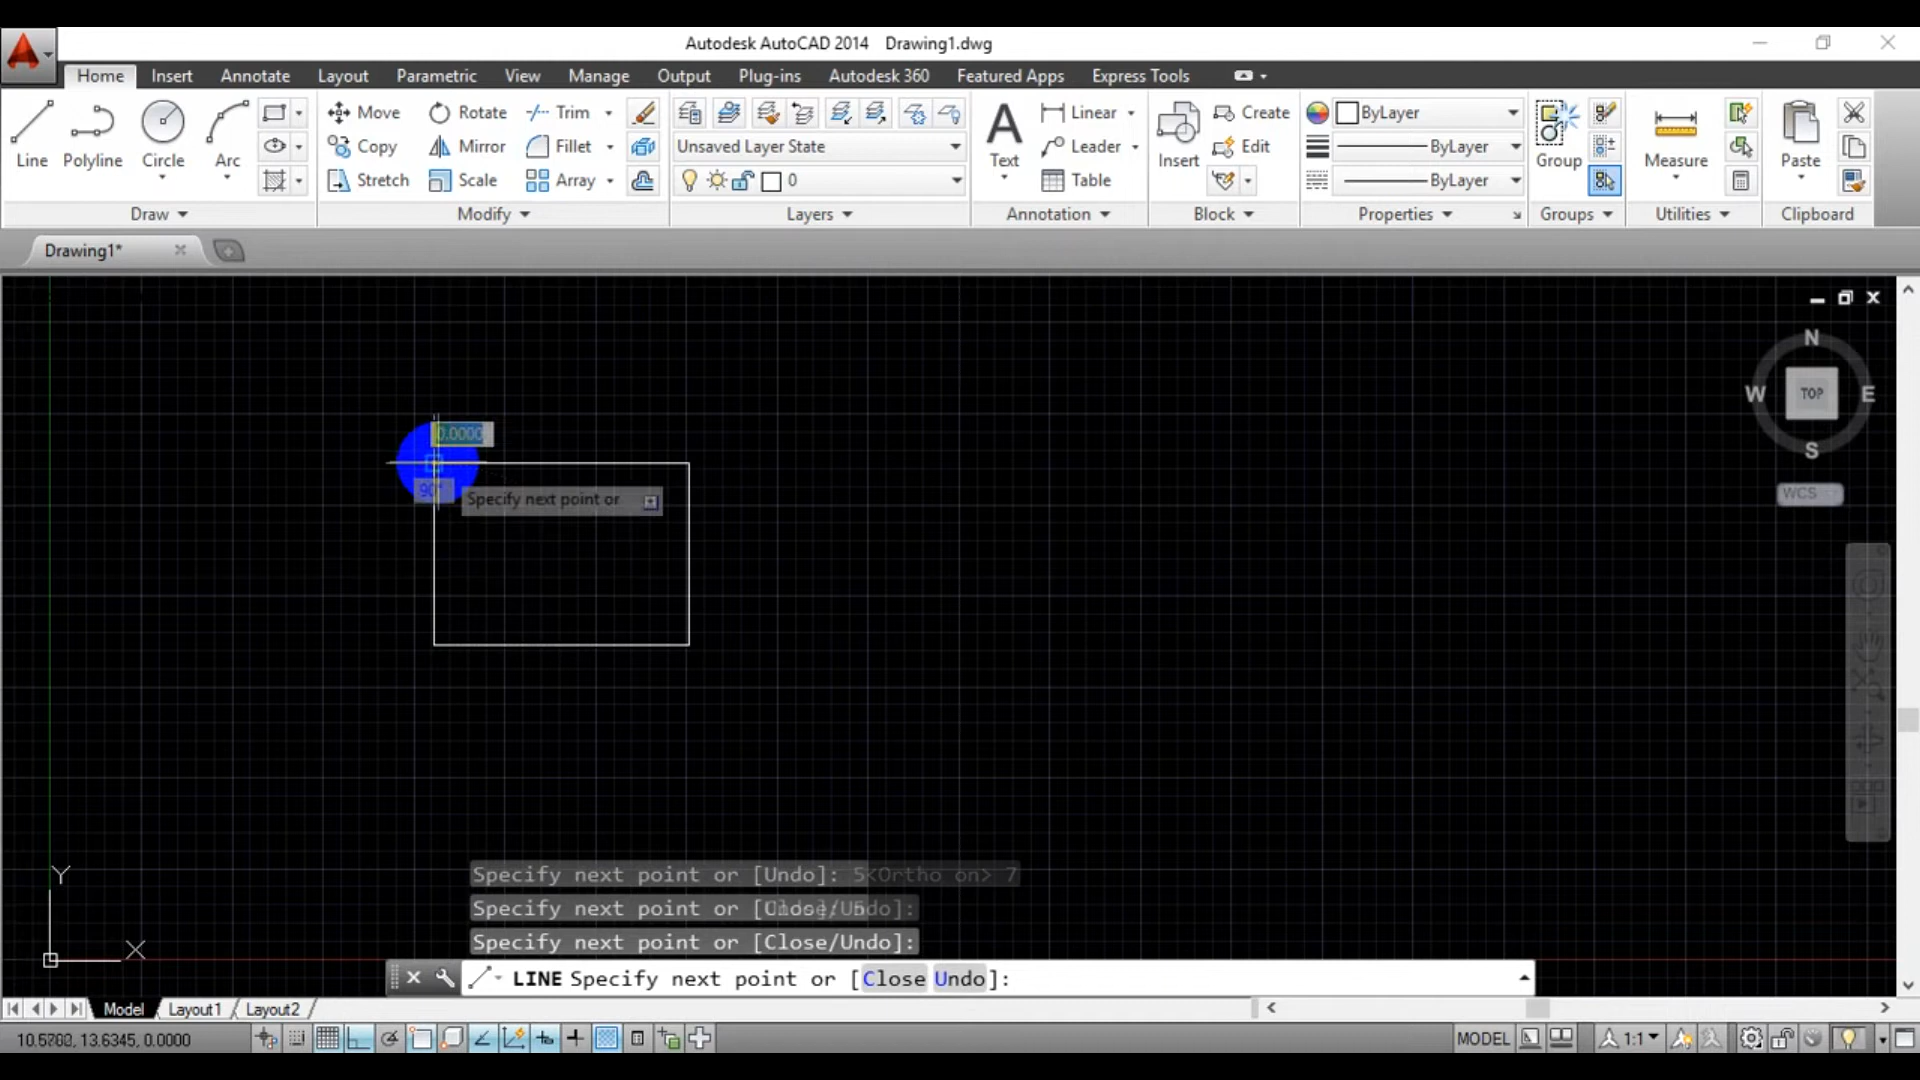 Autodesk AutoCAD 2014 Drawing1.dwg
Home Insert Annotate Layout Parametric View Manage Output Plug-ins Autodesk 360 Featured Apps Express Tools
Line Polyline Circle Arc
Move Rotate Trim
Copy Mirror Fillet
Stretch Scale Array
Unsaved Layer State
0
Text
Linear
Leader
Table
Insert
Create
Edit
ByLayer
ByLayer
ByLayer
Group
Measure
Paste
Draw Modify Layers Annotation Block Properties Groups Utilities Clipboard
Drawing1*
N
W TOP E
S
WCS
0.0000
90°
Specify next point or
Y
X
Specify next point or [Undo]: 5<Ortho on> 7
Specify next point or [Close/Undo]:
Specify next point or [Close/Undo]:
LINE Specify next point or [Close Undo]:
Model Layout1 Layout2
13.6345, 0.0000
MODEL 1:1